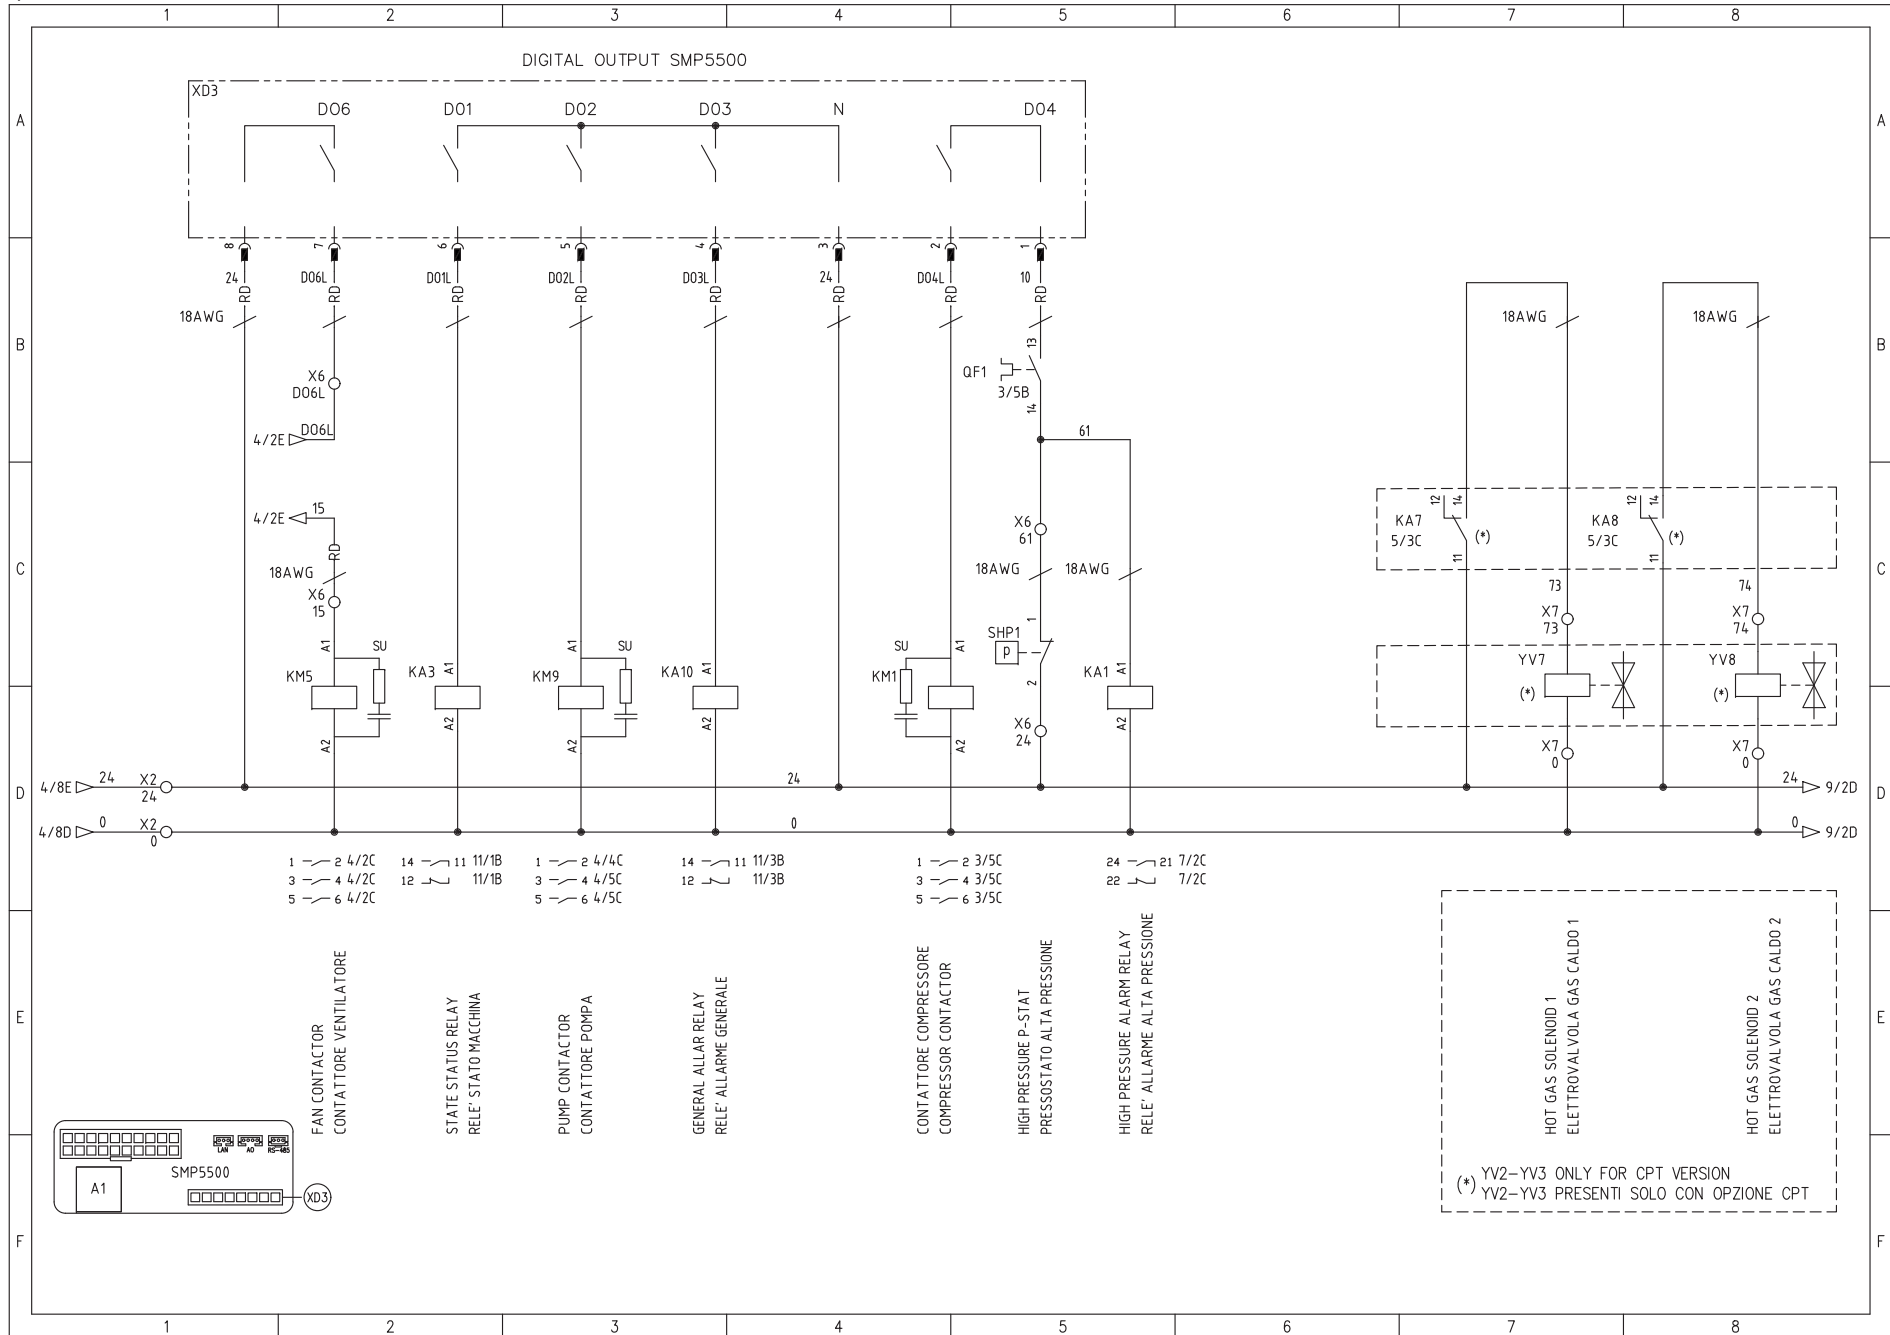 1 2 3 4 5 6 7 8
DIGITAL OUTPUT SMP5500
XD3
DO6 DO1 DO2 DO3 N DO4
A A
8 7 6 5 4 3 2 1
24 DO6L DO1L DO2L DO3L 24 DO4L 10
RD RD RD RD RD RD RD RD
18AWG 18AWG 18AWG
B B
13
QF1
3/5B
14
X6
DO6L
4/2E DO6L
61
4/2E 15
RD
18AWG
X6
15
X6
61
18AWG 18AWG
12 14
KA7
5/3C
(*)
11
12 14
KA8
5/3C
(*)
11
C C
73 74
X7
73
X7
74
A1 SU
KM5
A2
A1
KA3
A2
A1 SU
KM9
A2
A1
KA10
A2
SU A1
KM1
A2
1
SHP1
P
2
X6
24
A1
KA1
A2
YV7
(*)
YV8
(*)
X7
0
X7
0
D D
4/8E 24 X2
24
24
24 9/2D
4/8D 0 X2
0
0
0 9/2D
1 2 4/2C
3 4 4/2C
5 6 4/2C
14 11 11/1B
12 11/1B
1 2 4/4C
3 4 4/5C
5 6 4/5C
14 11 11/3B
12 11/3B
1 2 3/5C
3 4 3/5C
5 6 3/5C
24 21 7/2C
22 7/2C
E E
FAN CONTACTOR
CONTATTORE VENTILATORE
STATE STATUS RELAY
RELE' STATO MACCHINA
PUMP CONTACTOR
CONTATTORE POMPA
GENERAL ALLAR RELAY
RELE' ALLARME GENERALE
CONTATTORE COMPRESSORE
COMPRESSOR CONTACTOR
HIGH PRESSURE P-STAT
PRESSOSTATO ALTA PRESSIONE
HIGH PRESSURE ALARM RELAY
RELE' ALLARME ALTA PRESSIONE
HOT GAS SOLENOID 1
ELETTROVALVOLA GAS CALDO 1
HOT GAS SOLENOID 2
ELETTROVALVOLA GAS CALDO 2
(*) YV2-YV3 ONLY FOR CPT VERSION
YV2-YV3 PRESENTI SOLO CON OPZIONE CPT
LAN AO RS-485
SMP5500
A1
XD3
F F
1 2 3 4 5 6 7 8